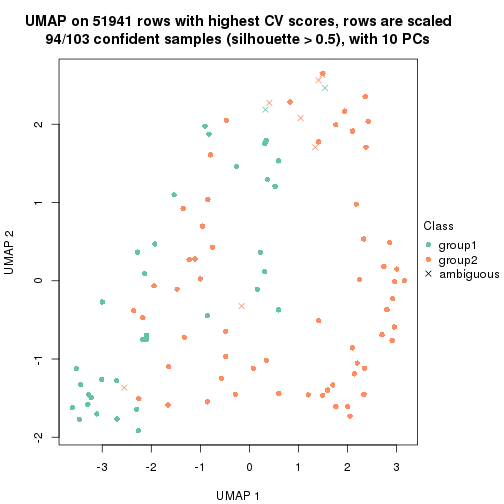 UMAP on 51941 rows with highest CV scores, rows are scaled
94/103 confident samples (silhouette > 0.5), with 10 PCs
UMAP 2
2
1
0
-1
-2
-3
-2
-1
0
1
2
3
UMAP 1
Class
group1
group2
ambiguous